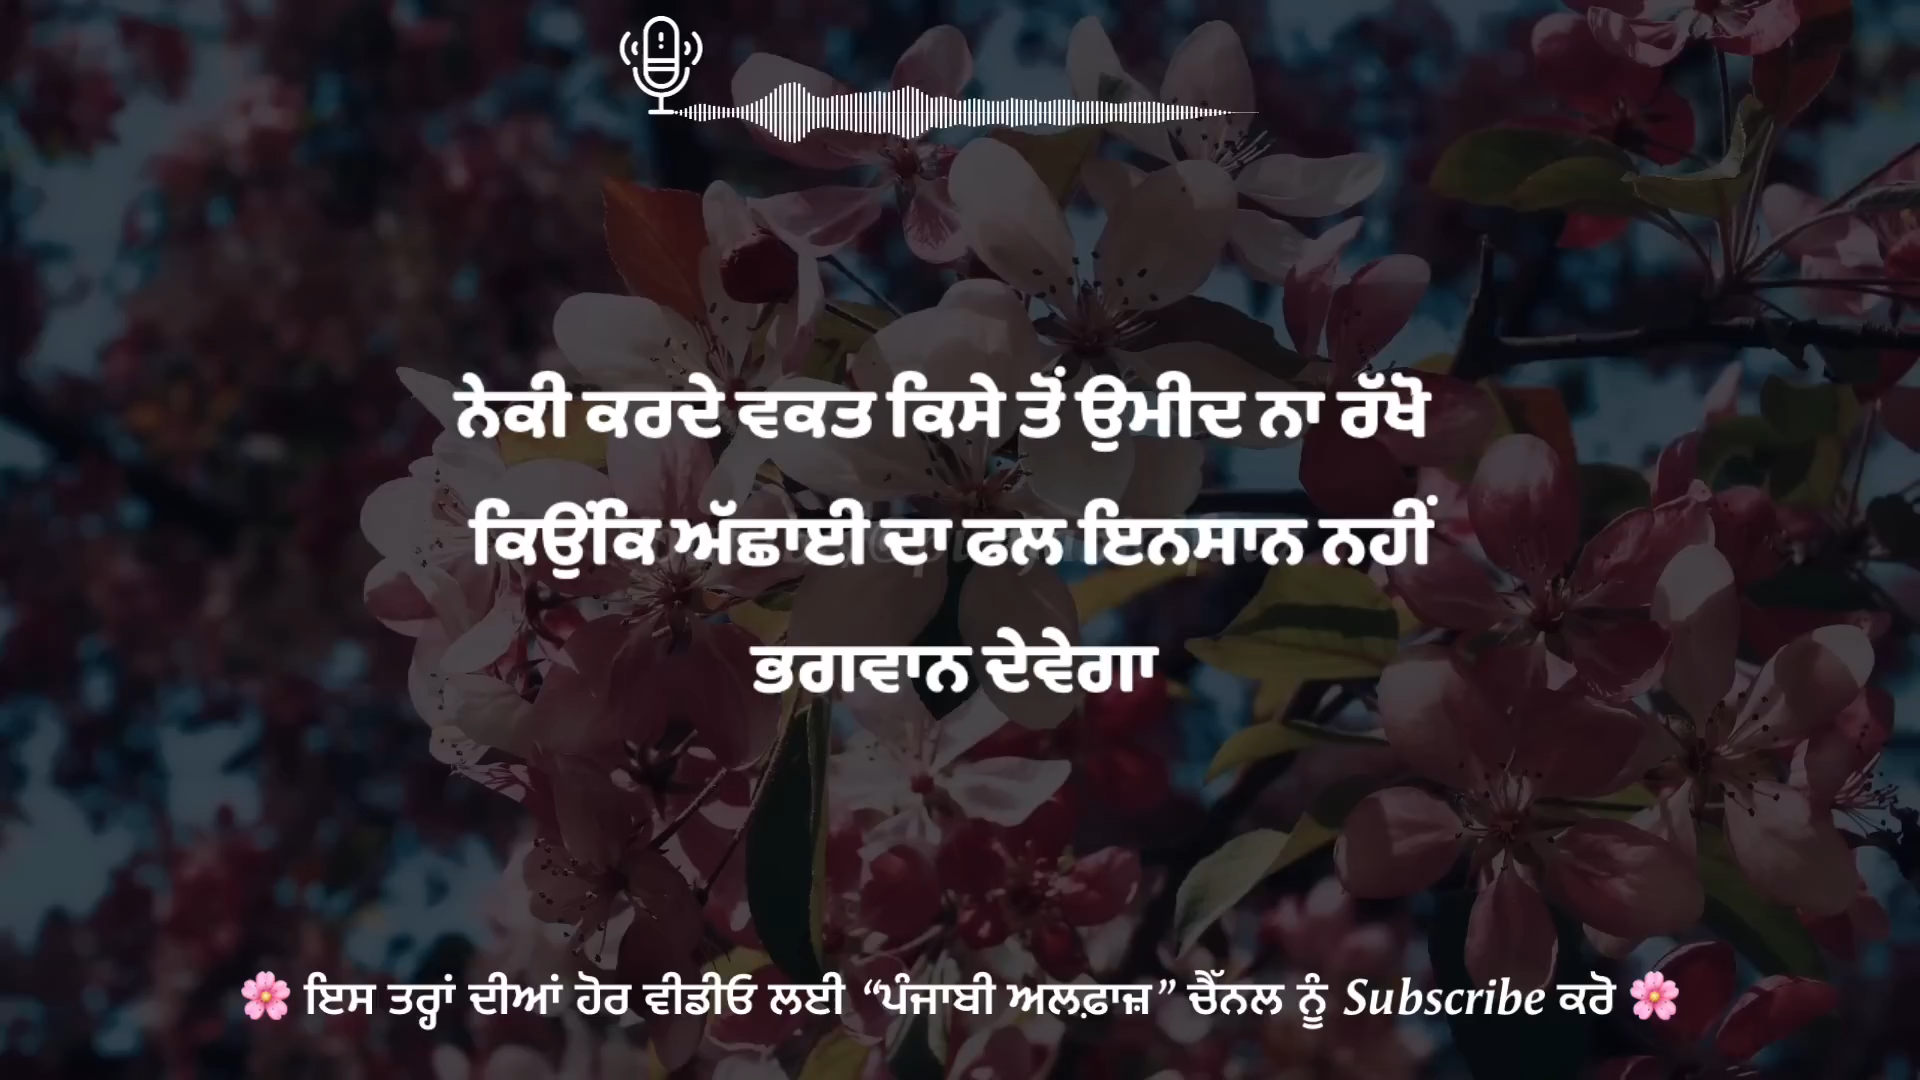 ਨੇਕੀ ਕਰਦੇ ਵਕਤ ਕਿਸੇ ਤੋਂ ਉਮੀਦ ਨਾ ਰੱਖੋ
ਕਿਉਂਕਿ ਅੱਛਾਈ ਦਾ ਫਲ ਇਨਸਾਨ ਨਹੀਂ
ਭਗਵਾਨ ਦੇਵੇਗਾ
🌸 ਇਸ ਤਰ੍ਹਾਂ ਦੀਆਂ ਹੋਰ ਵੀਡੀਓ ਲਈ “ਪੰਜਾਬੀ ਅਲਫ਼ਾਜ਼” ਚੈੱਨਲ ਨੂੰ Subscribe ਕਰੋ 🌸